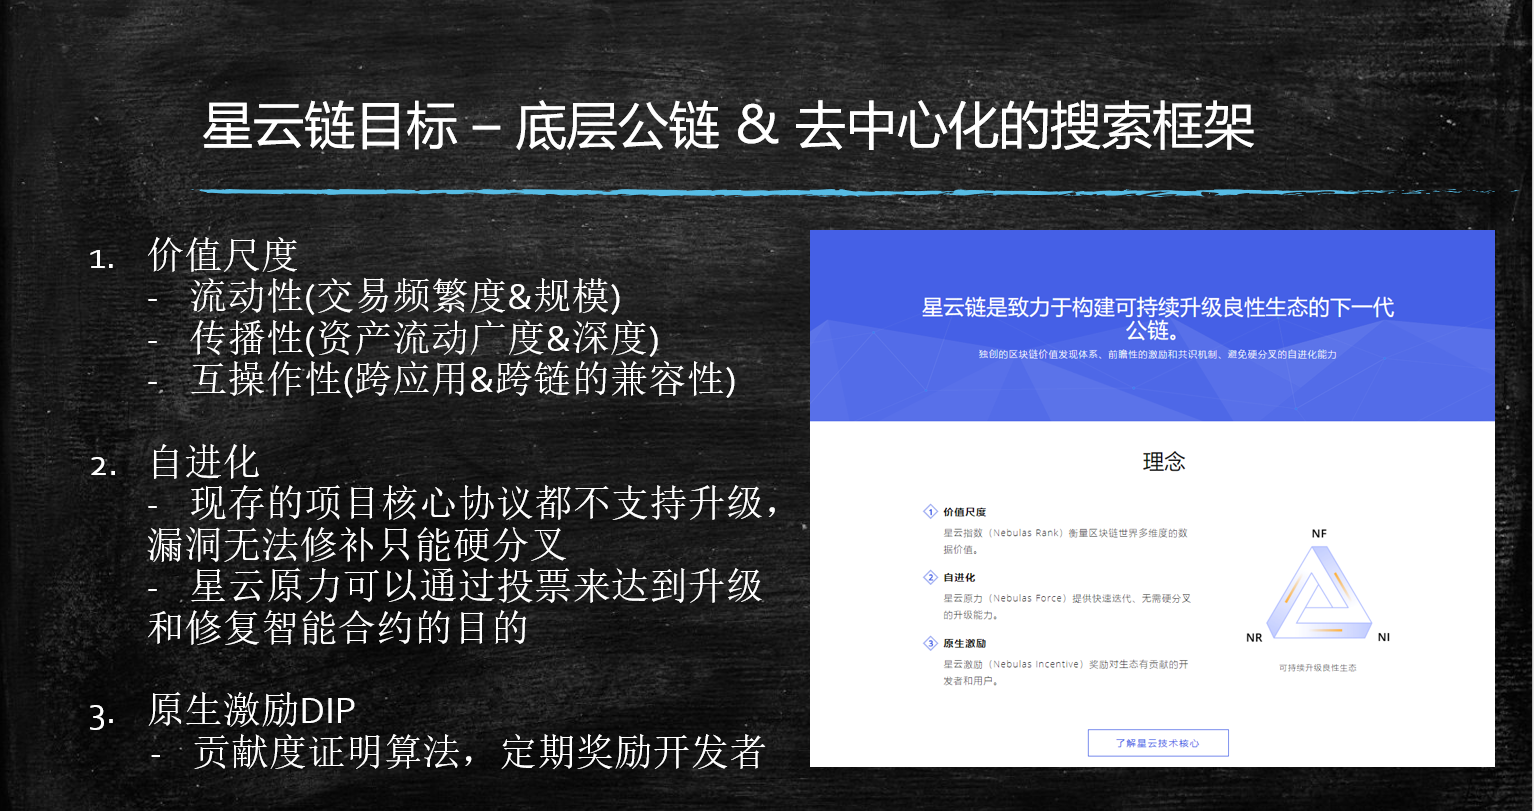 星云链目标 – 底层公链 & 去中心化的搜索框架
1. 价值尺度
- 流动性(交易频繁度&规模)
- 传播性(资产流动广度&深度)
- 互操作性(跨应用&跨链的兼容性)
2. 自进化
- 现存的项目核心协议都不支持升级，
漏洞无法修补只能硬分叉
- 星云原力可以通过投票来达到升级
和修复智能合约的目的
3. 原生激励DIP
- 贡献度证明算法，定期奖励开发者
星云链是致力于构建可持续升级良性生态的下一代
公链。
独创的区块链价值发现体系、前瞻性的激励和共识机制、避免硬分叉的自进化能力
理念
1 价值尺度
星云指数（Nebulas Rank）衡量区块链世界多维度的数
据价值。
2 自进化
星云原力（Nebulas Force）提供快速迭代、无需硬分叉
的升级能力。
3 原生激励
星云激励（Nebulas Incentive）奖励对生态有贡献的开
发者和用户。
NF
NR
NI
可持续升级良性生态
了解星云技术核心